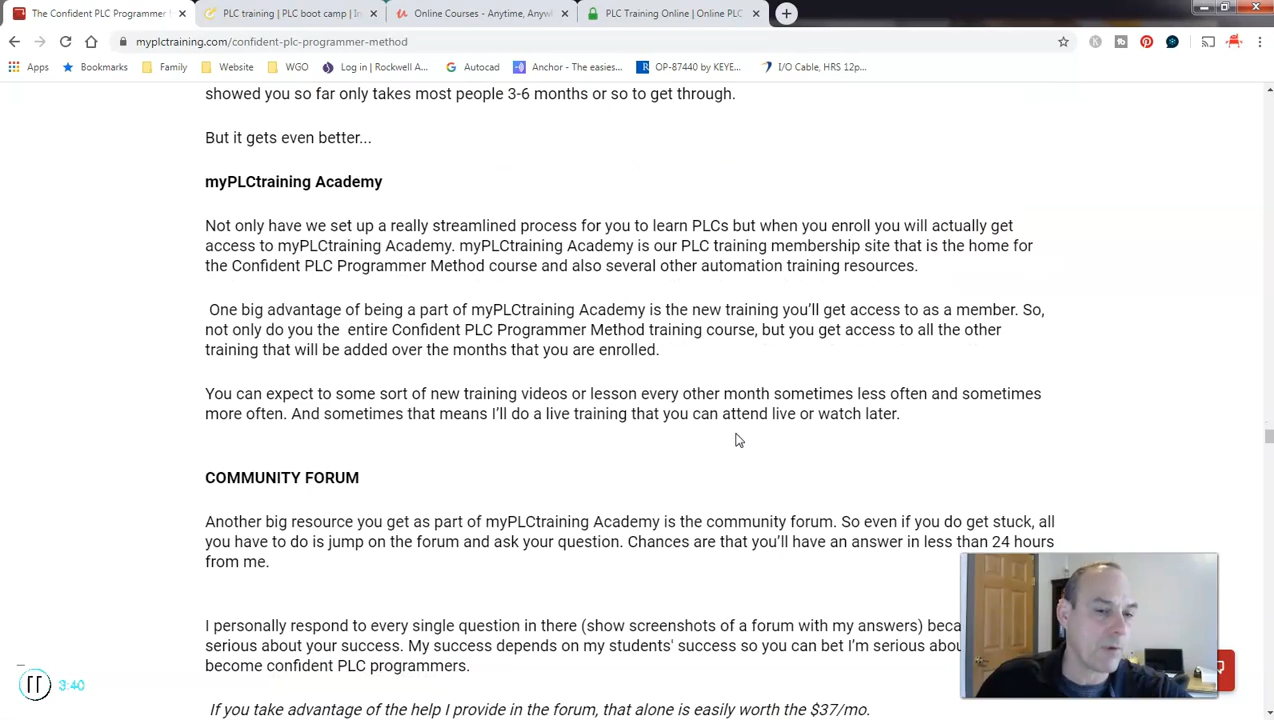 The Confident PLC Programmer
PLC training | PLC boot camp | In
Online Courses - Anytime, Anyw
PLC Training Online | Online PLC
myplctraining.com/confident-plc-programmer-method
Apps Bookmarks Family Website WGO Log in | Rockwell A... Autocad Anchor - The easies... OP-87440 by KEYE... I/O Cable, HRS 12p...
showed you so far only takes most people 3-6 months or so to get through.
But it gets even better...
myPLCtraining Academy
Not only have we set up a really streamlined process for you to learn PLCs but when you enroll you will actually get
access to myPLCtraining Academy. myPLCtraining Academy is our PLC training membership site that is the home for
the Confident PLC Programmer Method course and also several other automation training resources.
One big advantage of being a part of myPLCtraining Academy is the new training you'll get access to as a member. So,
not only do you the entire Confident PLC Programmer Method training course, but you get access to all the other
training that will be added over the months that you are enrolled.
You can expect to some sort of new training videos or lesson every other month sometimes less often and sometimes
more often. And sometimes that means I'll do a live training that you can attend live or watch later.
COMMUNITY FORUM
Another big resource you get as part of myPLCtraining Academy is the community forum. So even if you do get stuck, all
you have to do is jump on the forum and ask your question. Chances are that you'll have an answer in less than 24 hours
from me.
I personally respond to every single question in there (show screenshots of a forum with my answers) beca
serious about your success. My success depends on my students' success so you can bet I'm serious abou
become confident PLC programmers.
If you take advantage of the help I provide in the forum, that alone is easily worth the $37/mo.
3:40